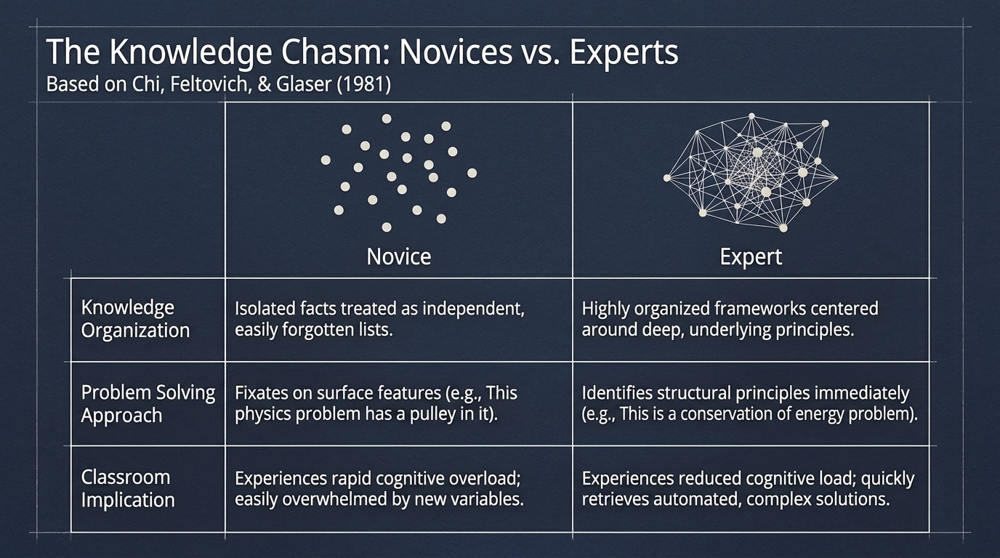 The Knowledge Chasm: Novices vs. Experts
Based on Chi, Feltovich, & Glaser (1981)
Novice
Expert
Knowledge
Organization
Isolated facts treated as independent,
easily forgotten lists.
Highly organized frameworks centered
around deep, underlying principles.
Problem Solving
Approach
Fixates on surface features (e.g., This
physics problem has a pulley in it).
Identifies structural principles immediately
(e.g., This is a conservation of energy problem).
Classroom
Implication
Experiences rapid cognitive overload;
easily overwhelmed by new variables.
Experiences reduced cognitive load; quickly
retrieves automated, complex solutions.